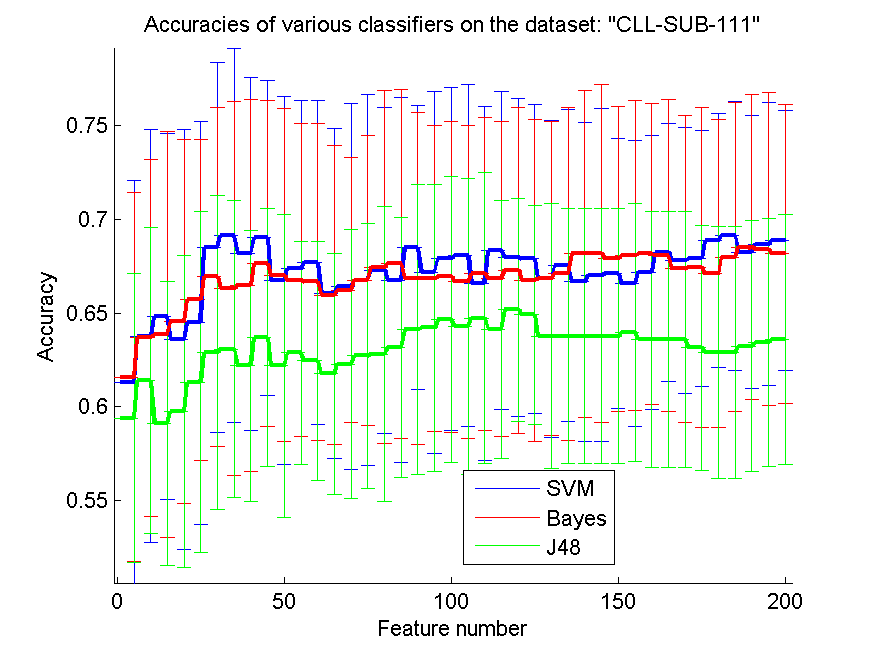 Accuracies of various classifiers on the dataset: "CLL-SUB-111"
0.75
0.7
0.65
0.6
0.55
Accuracy
SVM
Bayes
J48
0
50
100
150
200
Feature number